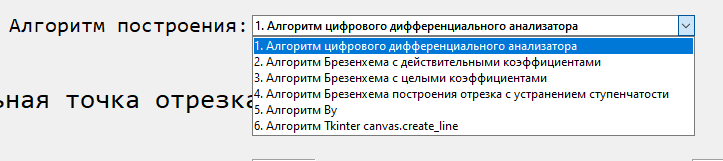 Алгоритм построения: 1. Алгоритм цифрового дифференциального анализатора
1. Алгоритм цифрового дифференциального анализатора
2. Алгоритм Брезенхема с действительными коэффициентами
3. Алгоритм Брезенхема с целыми коэффициентами
4. Алгоритм Брезенхема построения отрезка с устранением ступенчатости
5. Алгоритм Ву
6. Алгоритм Tkinter canvas.create_line
ьная точка отрезка